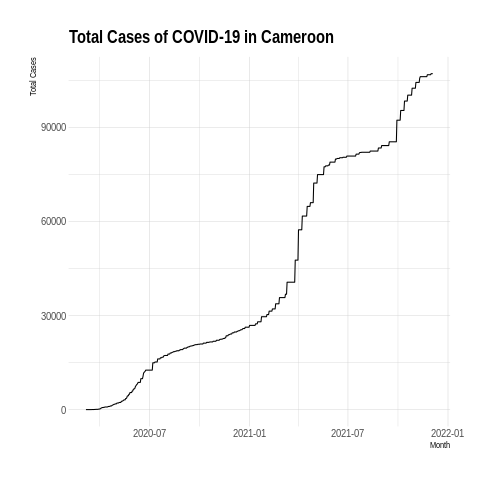 Total Cases of COVID-19 in Cameroon
Total Cases
90000
60000
30000
0
2020-07
2021-01
2021-07
2022-01
Month